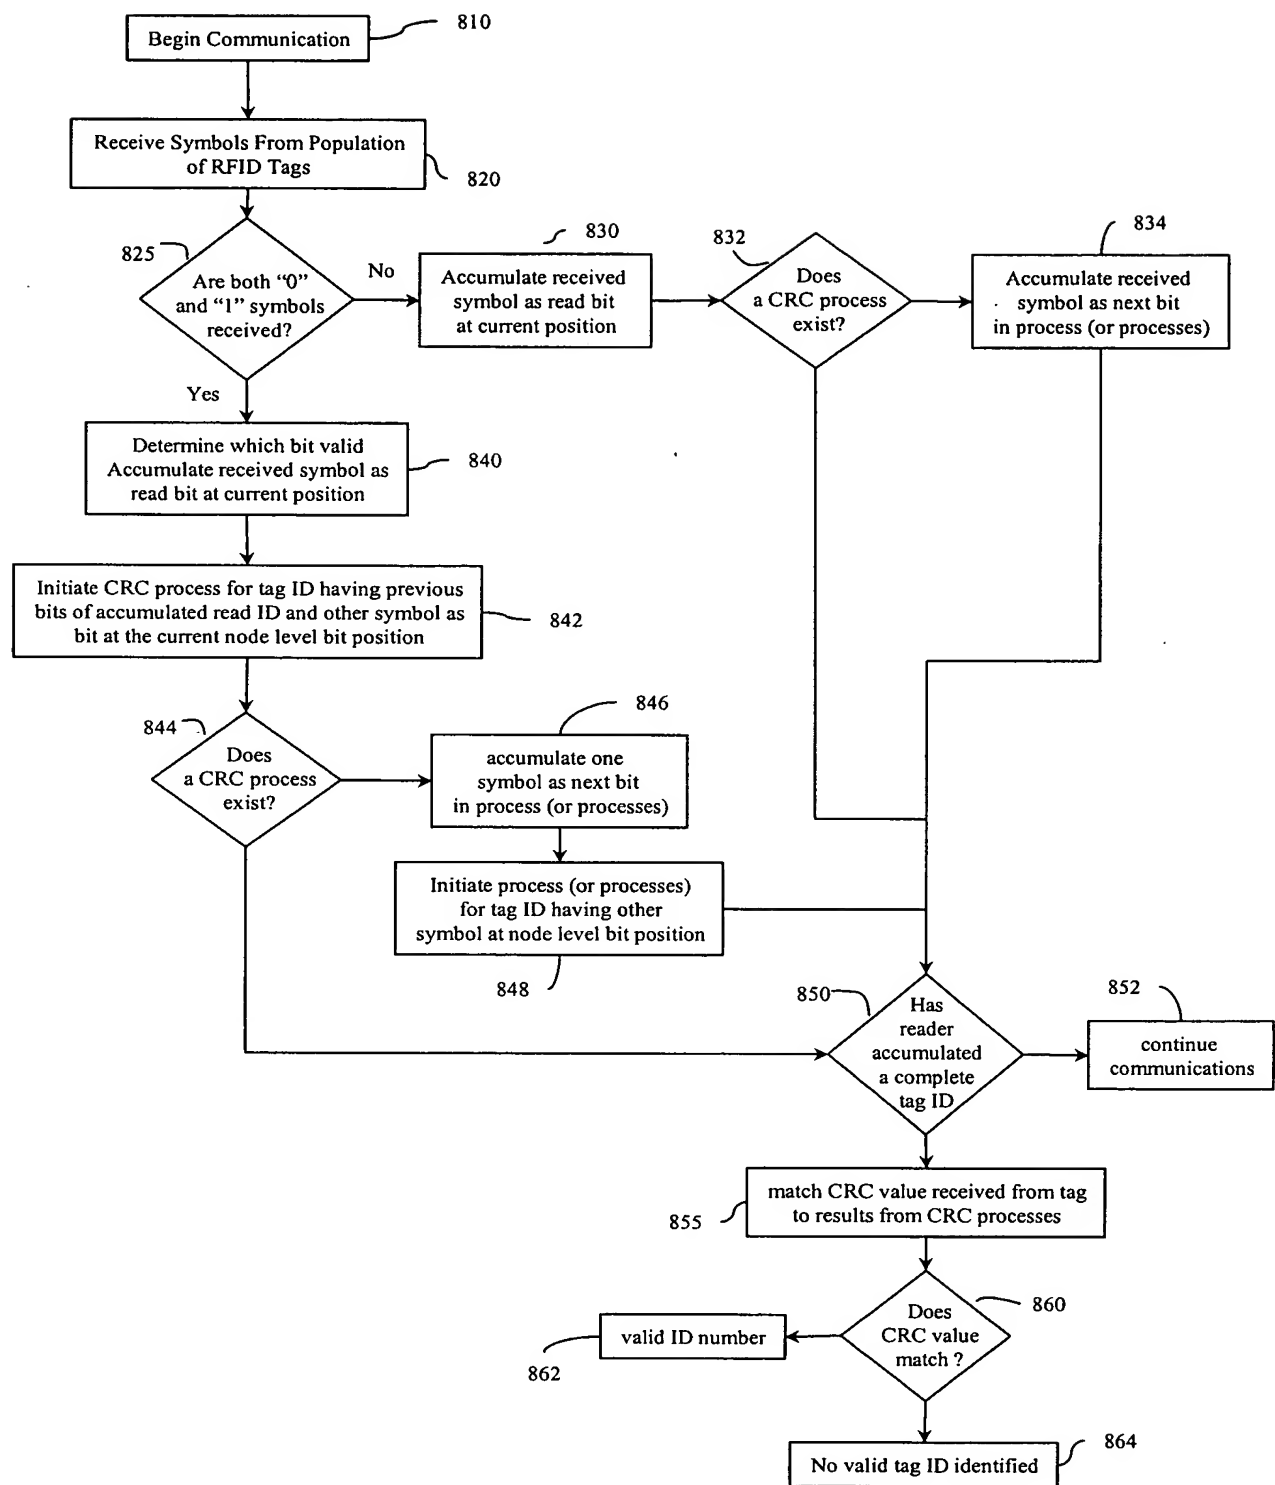 Begin Communication
810
Receive Symbols From Population
of RFID Tags
820
825
Are both “0”
and “1” symbols
received?
No
Yes
830
Accumulate received
symbol as read bit
at current position
832
Does
a CRC process
exist?
834
Accumulate received
symbol as next bit
in process (or processes)
Determine which bit valid
Accumulate received symbol as
read bit at current position
840
Initiate CRC process for tag ID having previous
bits of accumulated read ID and other symbol as
bit at the current node level bit position
842
844
Does
a CRC process
exist?
846
accumulate one
symbol as next bit
in process (or processes)
Initiate process (or processes)
for tag ID having other
symbol at node level bit position
848
850
Has
reader
accumulated
a complete
tag ID
852
continue
communications
match CRC value received from tag
to results from CRC processes
855
Does
CRC value
match ?
860
valid ID number
862
No valid tag ID identified
864